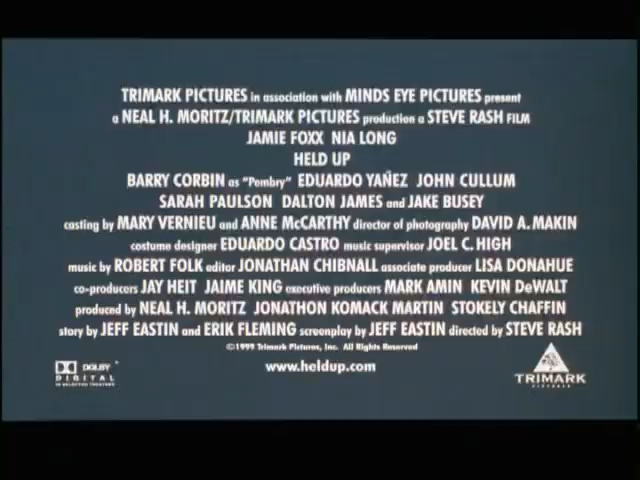 TRIMARK PICTURES in association with MINDS EYE PICTURES present
a NEAL H. MORITZ/TRIMARK PICTURES production a STEVE RASH FILM
JAMIE FOXX NIA LONG
HELD UP
BARRY CORBIN as "Pembry" EDUARDO YAÑEZ JOHN CULLUM
SARAH PAULSON DALTON JAMES and JAKE BUSEY
casting by MARY VERNIEU and ANNE McCARTHY director of photography DAVID A. MAKIN
costume designer EDUARDO CASTRO music supervisor JOEL C. HIGH
music by ROBERT FOLK editor JONATHAN CHIBNALL associate producer LISA DONAHUE
co-producers JAY HEIT JAIME KING executive producers MARK AMIN KEVIN DeWALT
produced by NEAL H. MORITZ JONATHON KOMACK MARTIN STOKELY CHAFFIN
story by JEFF EASTIN and ERIK FLEMING screenplay by JEFF EASTIN directed by STEVE RASH
©1999 Trimark Pictures, Inc. All Rights Reserved
DOLBY
DIGITAL
IN SELECTED THEATRES
www.heldup.com
TRIMARK
PICTURES